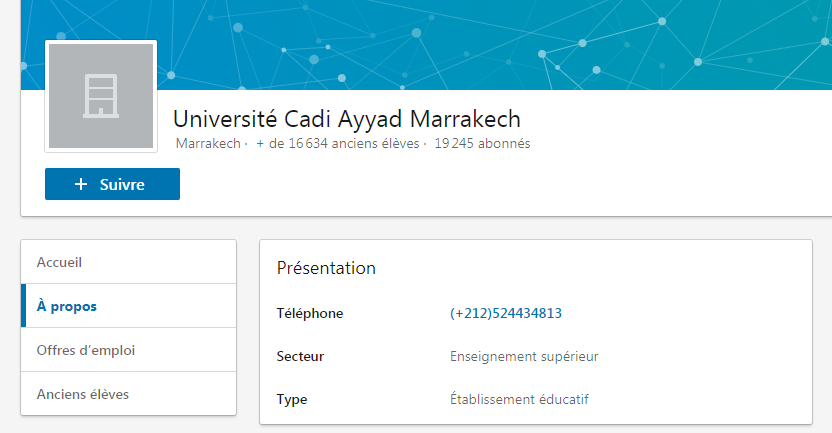 Université Cadi Ayyad Marrakech
Marrakech · + de 16 634 anciens élèves · 19 245 abonnés
+ Suivre
Accueil
À propos
Offres d’emploi
Anciens élèves
Présentation
Téléphone (+212)524434813
Secteur Enseignement supérieur
Type Établissement éducatif